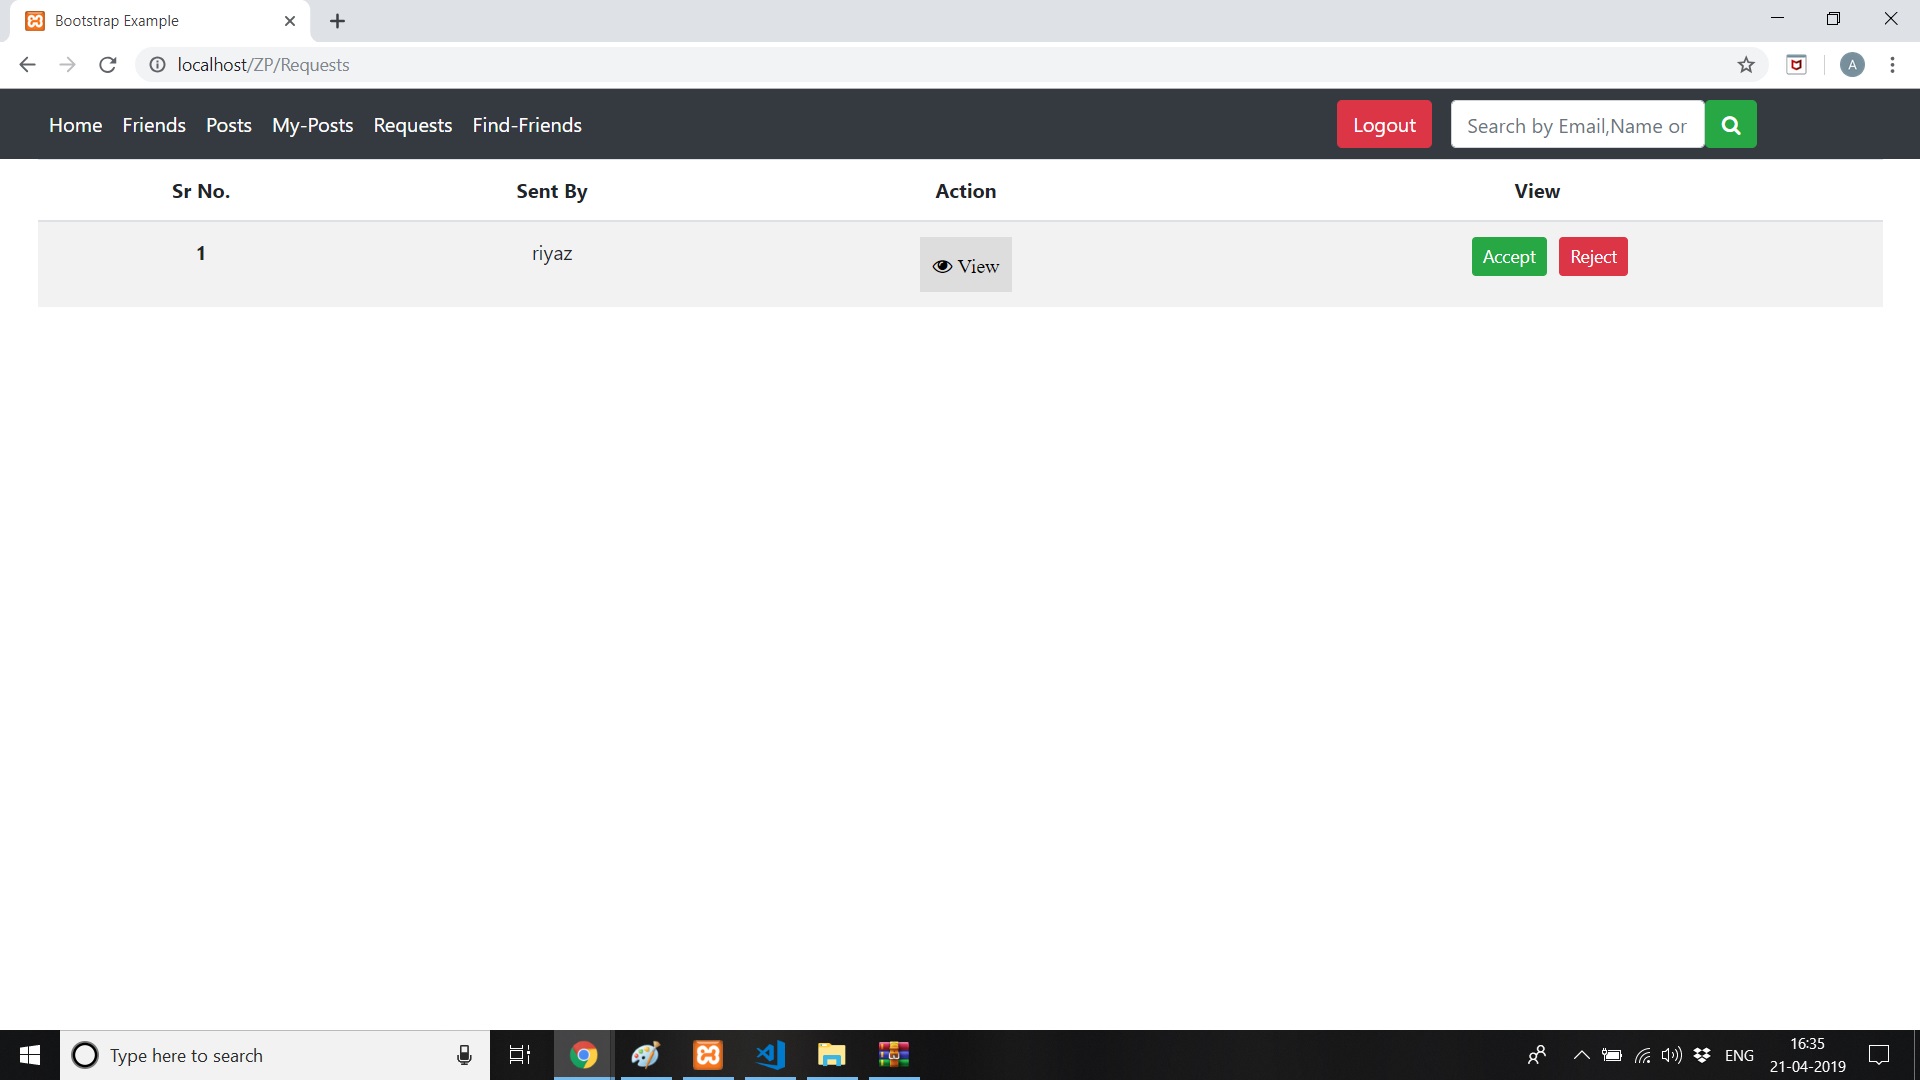 Bootstrap Example
localhost/ZP/Requests
A
Home Friends Posts My-Posts Requests Find-Friends Logout Search by Email,Name or
Sr No. Sent By Action View
1 riyaz View Accept Reject
Type here to search
ENG
16:35
21-04-2019